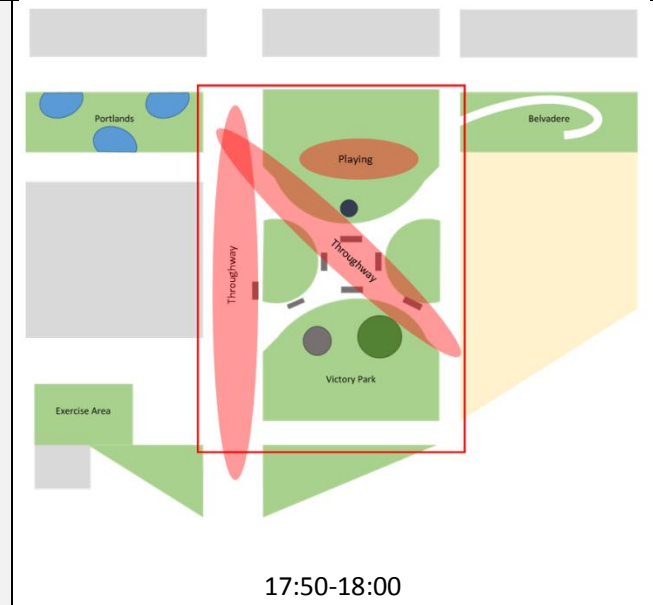 Portlands
Belvadere
Playing
Throughway
Throughway
Victory Park
Exercise Area
17:50-18:00